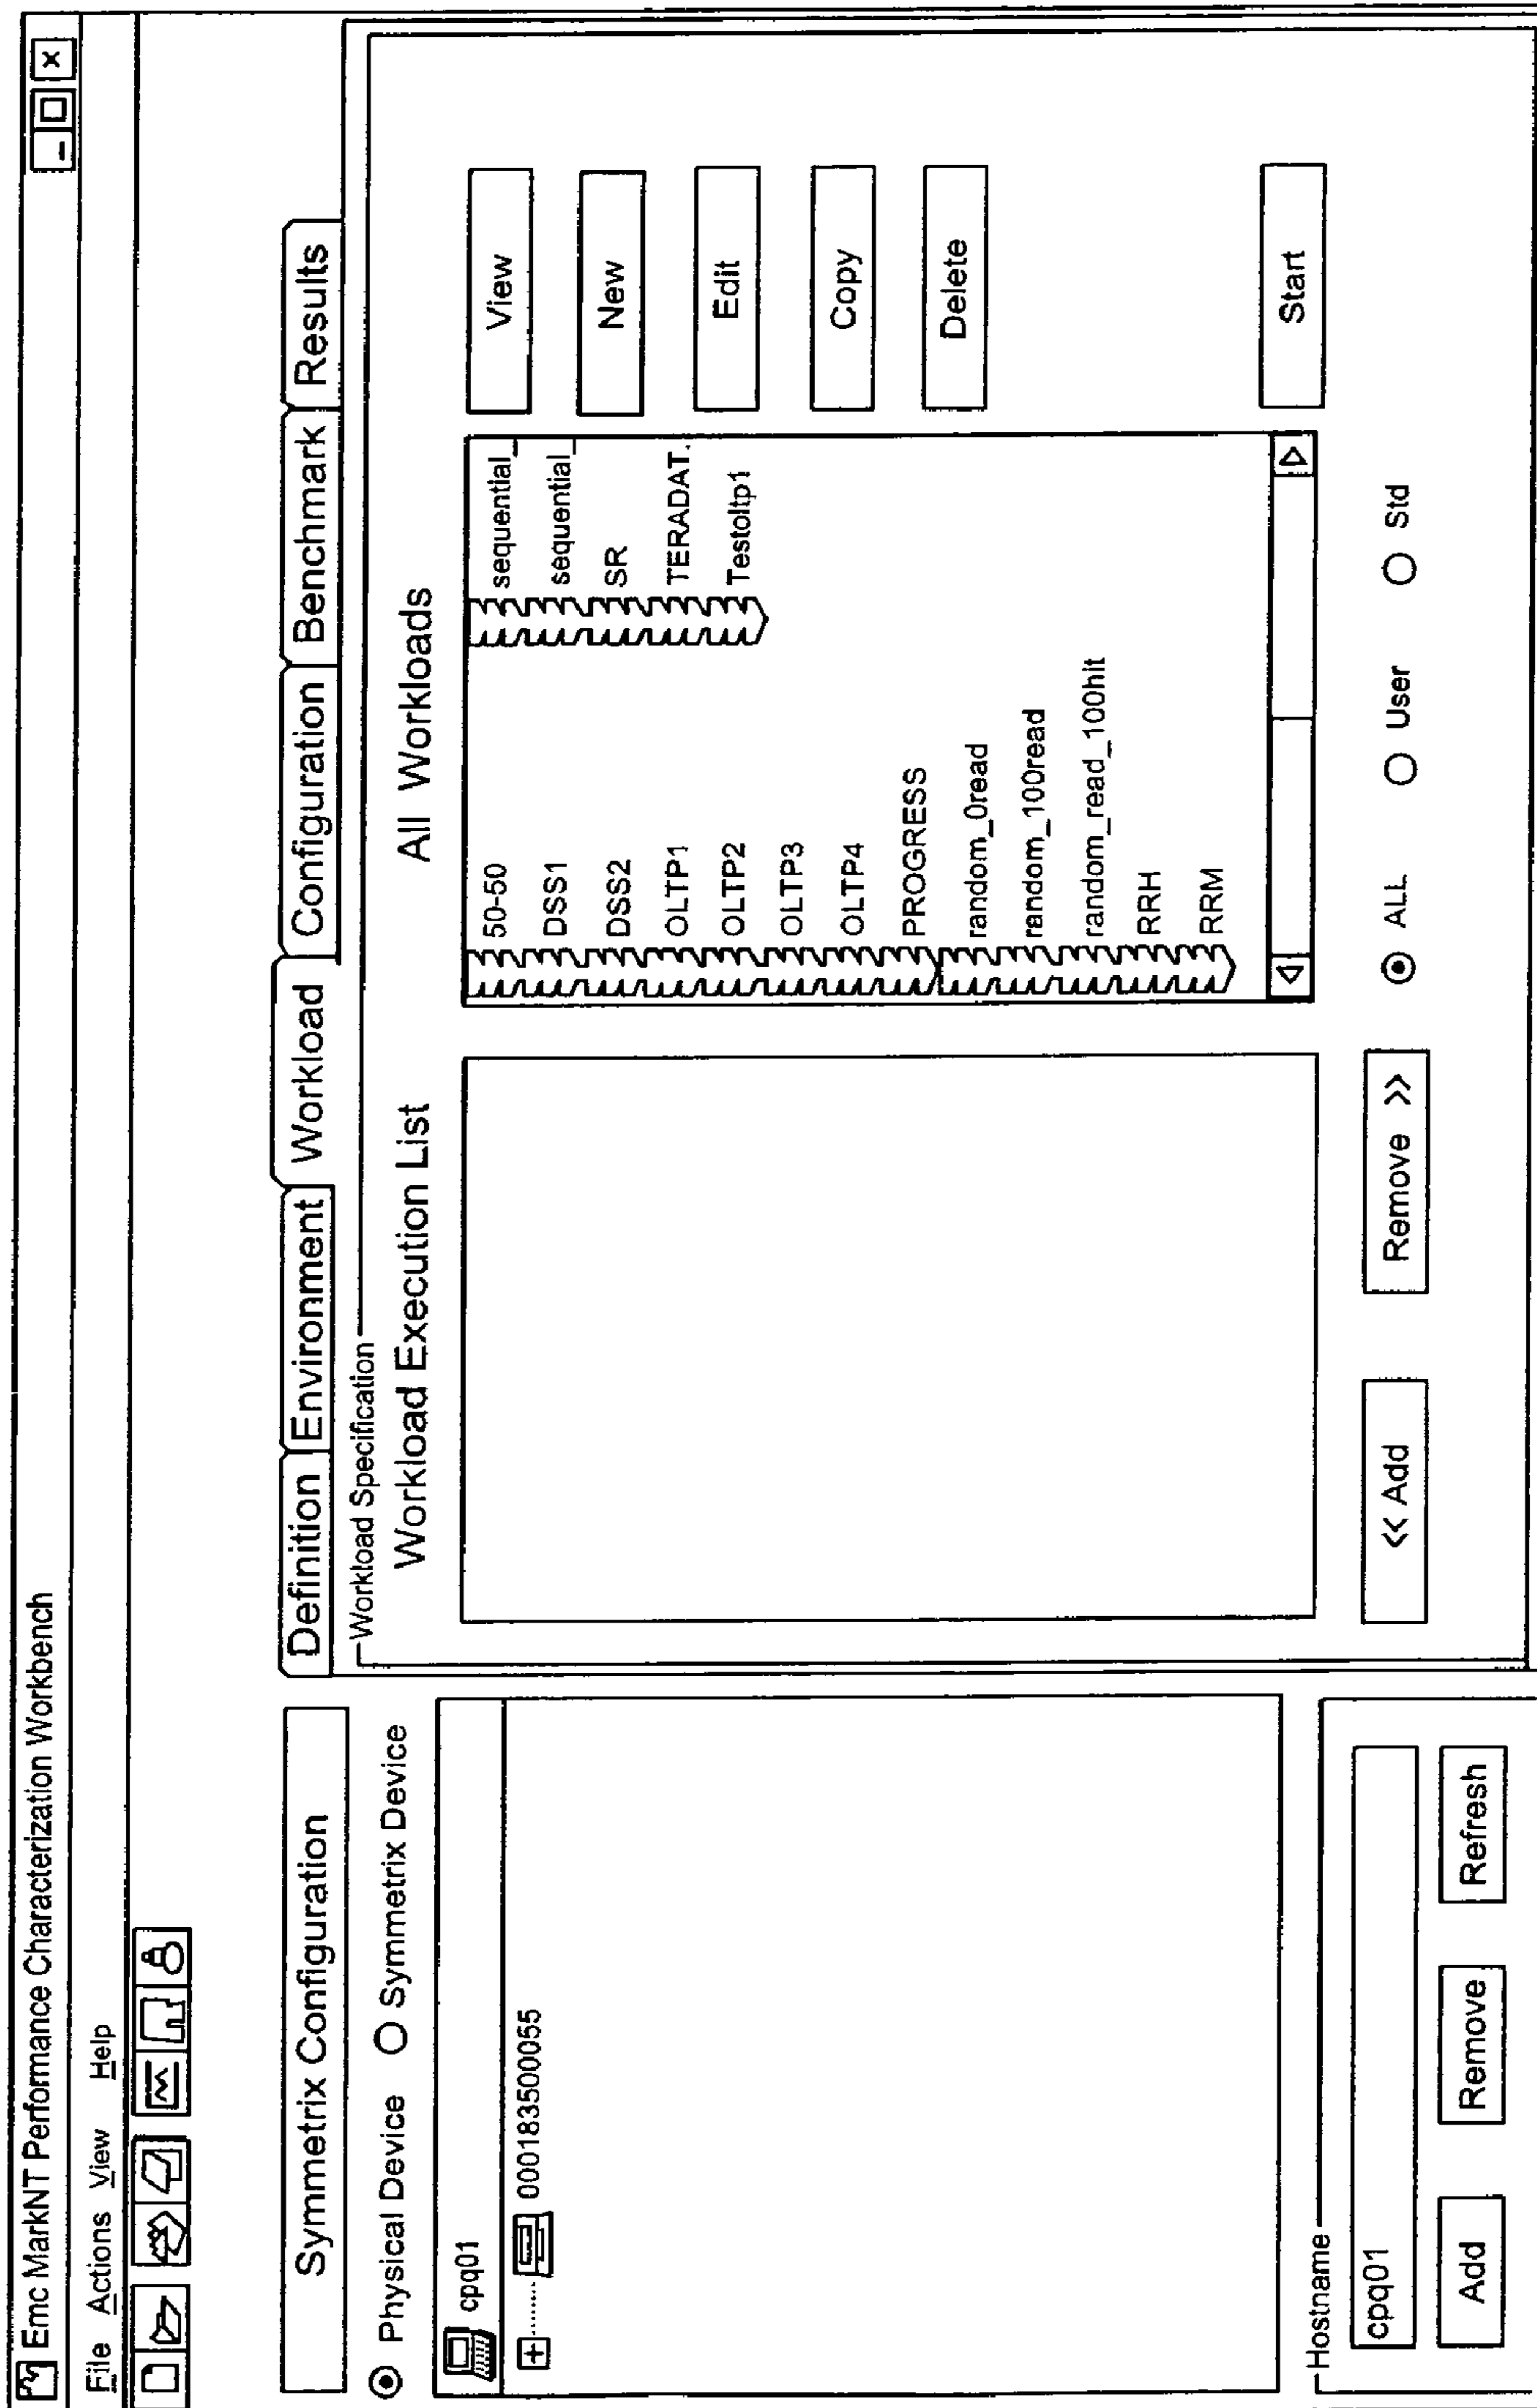 Emc MarkNT Performance Characterization Workbench
File Actions View Help
Symmetrix Configuration
Physical Device Symmetrix Device
cpq01
000183500055
Hostname
cpq01
Add Remove Refresh
Definition Environment Workload Configuration Benchmark Results
Workload Specification
Workload Execution List
<< Add Remove >>
All Workloads
50-50
DSS1
DSS2
OLTP1
OLTP2
OLTP3
OLTP4
PROGRESS
random_0read
random_100read
random_read_100hit
RRH
RRM
sequential_
sequential_
SR
TERADAT.
Testoltp1
ALL User Std
View
New
Edit
Copy
Delete
Start